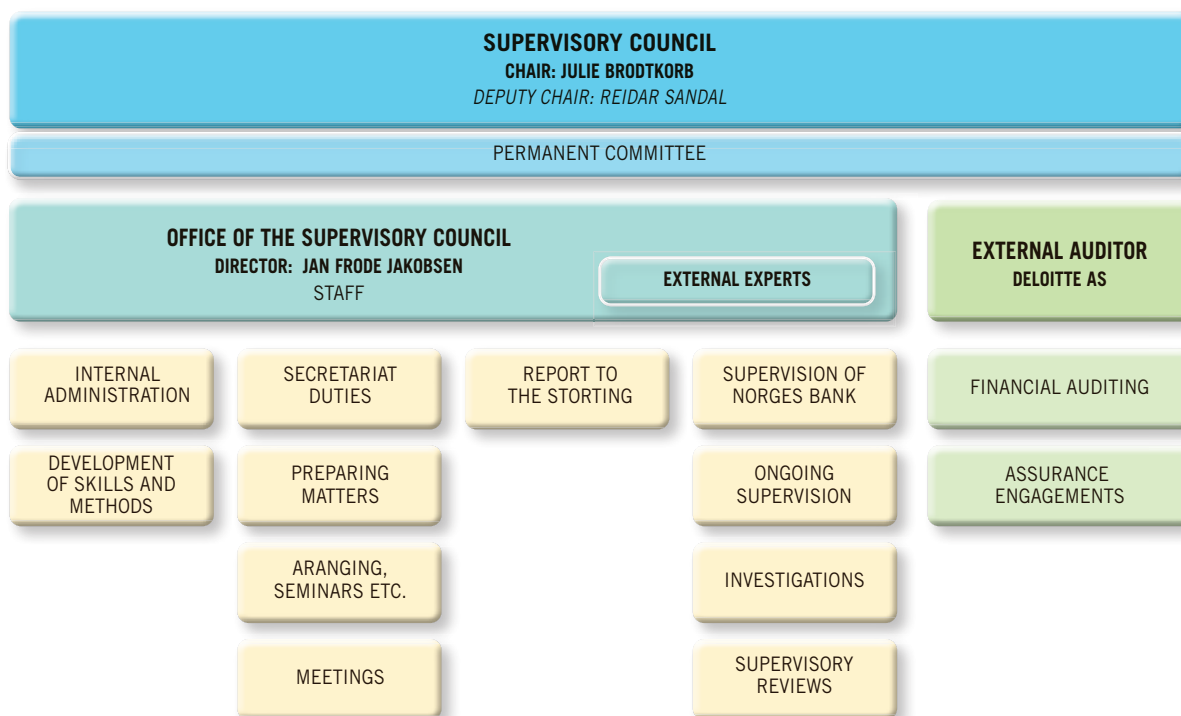 SUPERVISORY COUNCIL
CHAIR: JULIE BRODTKORB
DEPUTY CHAIR: REIDAR SANDAL
PERMANENT COMMITTEE
OFFICE OF THE SUPERVISORY COUNCIL
DIRECTOR: JAN FRODE JAKOBSEN
STAFF
EXTERNAL EXPERTS
EXTERNAL AUDITOR
DELOITTE AS
INTERNAL
ADMINISTRATION
DEVELOPMENT
OF SKILLS AND
METHODS
SECRETARIAT
DUTIES
PREPARING
MATTERS
ARANGING,
SEMINARS ETC.
MEETINGS
REPORT TO
THE STORTING
SUPERVISION OF
NORGES BANK
ONGOING
SUPERVISION
INVESTIGATIONS
SUPERVISORY
REVIEWS
FINANCIAL AUDITING
ASSURANCE
ENGAGEMENTS